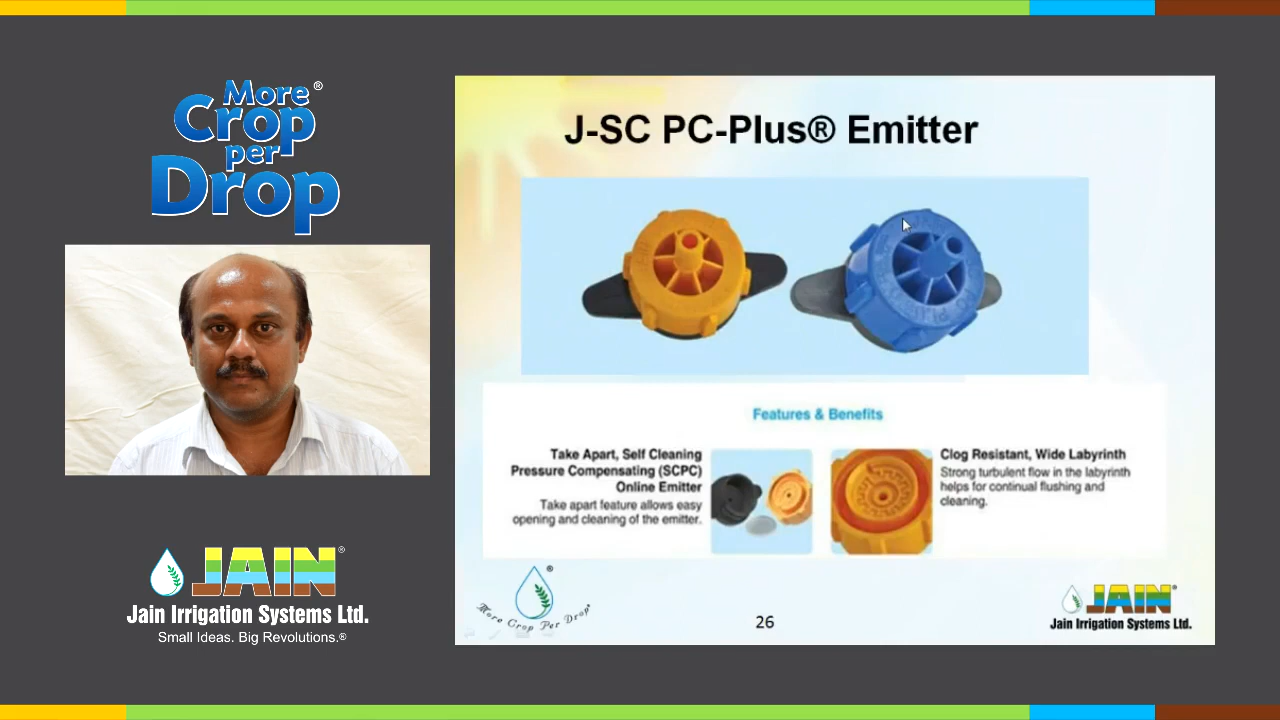 More
Crop
per
Drop®
JAIN®
Jain Irrigation Systems Ltd.
Small Ideas. Big Revolutions.®
J-SC PC-Plus® Emitter
Features & Benefits
Take Apart, Self Cleaning
Pressure Compensating (SCPC)
Online Emitter
Take apart feature allows easy
opening and cleaning of the emitter.
Clog Resistant, Wide Labyrinth
Strong turbulent flow in the labyrinth
helps for continual flushing and
cleaning.
More Crop Per Drop®
26
JAIN®
Jain Irrigation Systems Ltd.